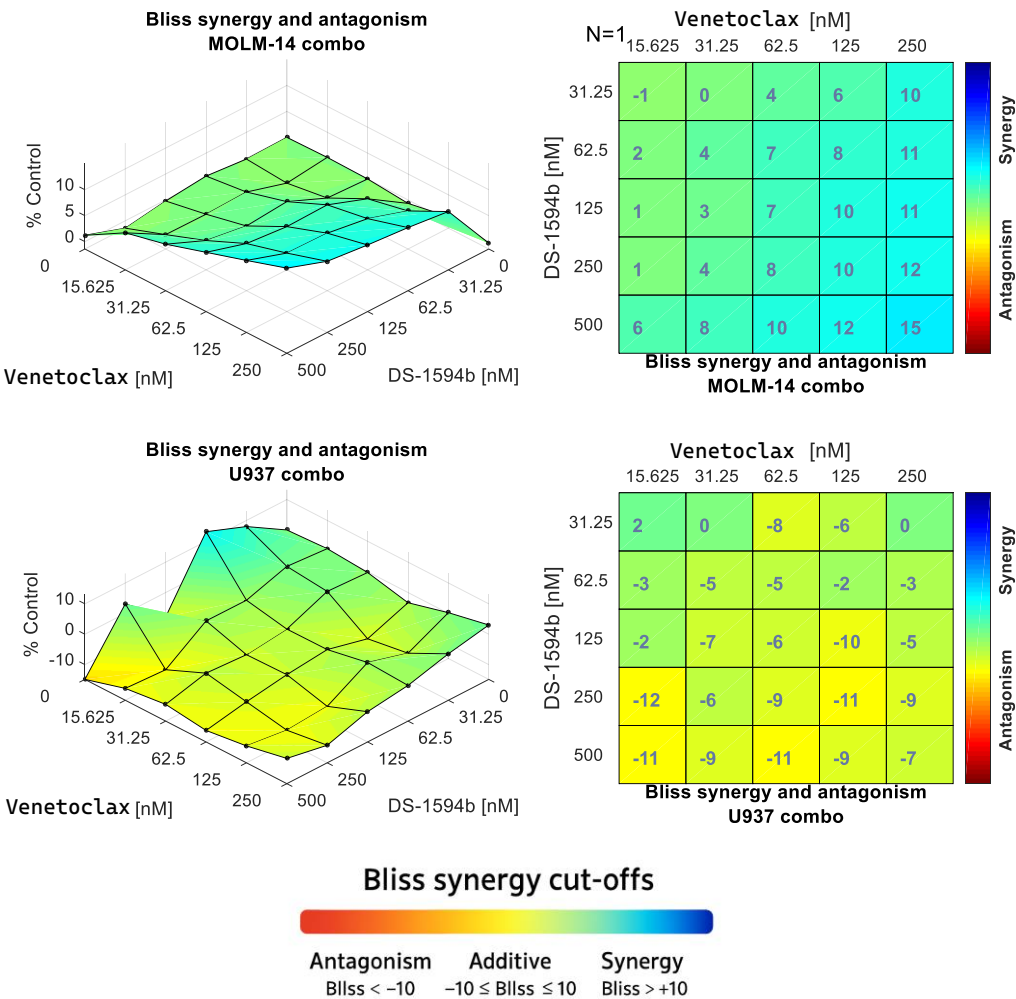 Bliss synergy and antagonism
MOLM-14 combo
% Control
10
5
0
0
15.625
31.25
62.5
125
250
Venetoclax [nM]
0
31.25
62.5
125
250
500
DS-1594b [nM]
N=1
Venetoclax [nM]
15.625 31.25 62.5 125 250
DS-1594b [nM]
31.25 -1 0 4 6 10
62.5 2 4 7 8 11
125 1 3 7 10 11
250 1 4 8 10 12
500 6 8 10 12 15
Synergy
Antagonism
Bliss synergy and antagonism
MOLM-14 combo
Bliss synergy and antagonism
U937 combo
% Control
10
0
-10
0
15.625
31.25
62.5
125
250
Venetoclax [nM]
0
31.25
62.5
125
250
500
DS-1594b [nM]
Venetoclax [nM]
15.625 31.25 62.5 125 250
DS-1594b [nM]
31.25 2 0 -8 -6 0
62.5 -3 -5 -5 -2 -3
125 -2 -7 -6 -10 -5
250 -12 -6 -9 -11 -9
500 -11 -9 -11 -9 -7
Synergy
Antagonism
Bliss synergy and antagonism
U937 combo
Bliss synergy cut-offs
Antagonism Additive Synergy
Bllss < −10 −10 ≤ Bllss ≤ 10 Bliss > +10